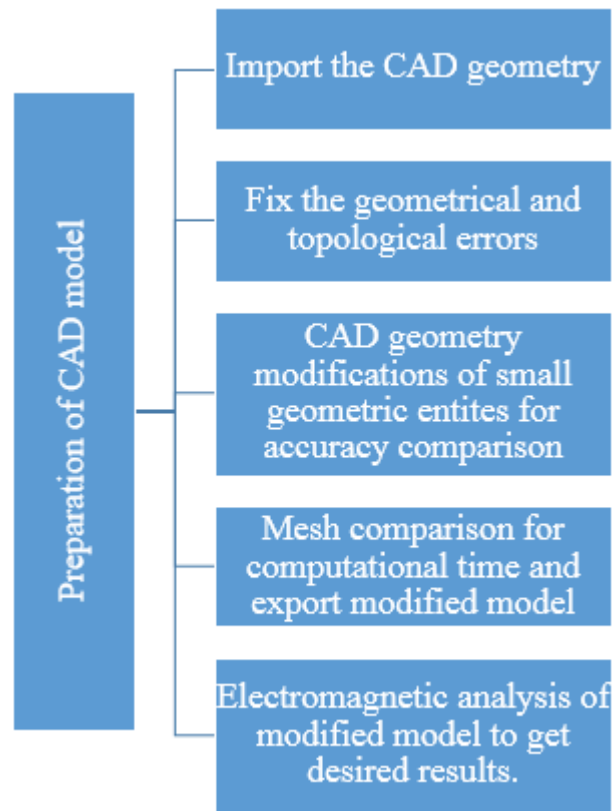 Preparation of CAD model
Import the CAD geometry
Fix the geometrical and
topological errors
CAD geometry
modifications of small
geometric entites for
accuracy comparison
Mesh comparison for
computational time and
export modified model
Electromagnetic analysis of
modified model to get
desired results.